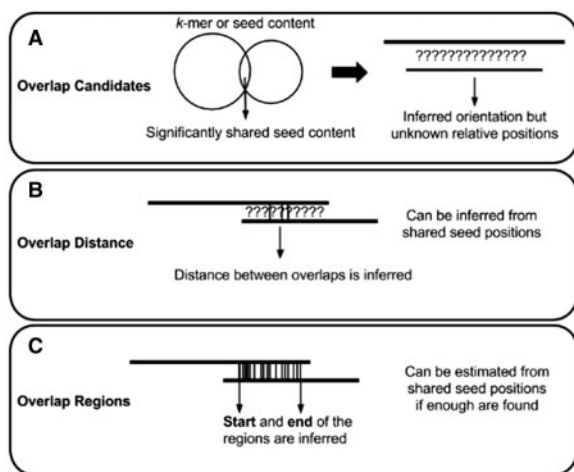 A
k-mer or seed content
??????????????
Overlap Candidates
Significantly shared seed content
Inferred orientation but
unknown relative positions
B
??????????
Can be inferred from
shared seed positions
Overlap Distance
Distance between overlaps is inferred
C
Can be estimated from
shared seed positions
if enough are found
Overlap Regions
Start and end of the
regions are inferred